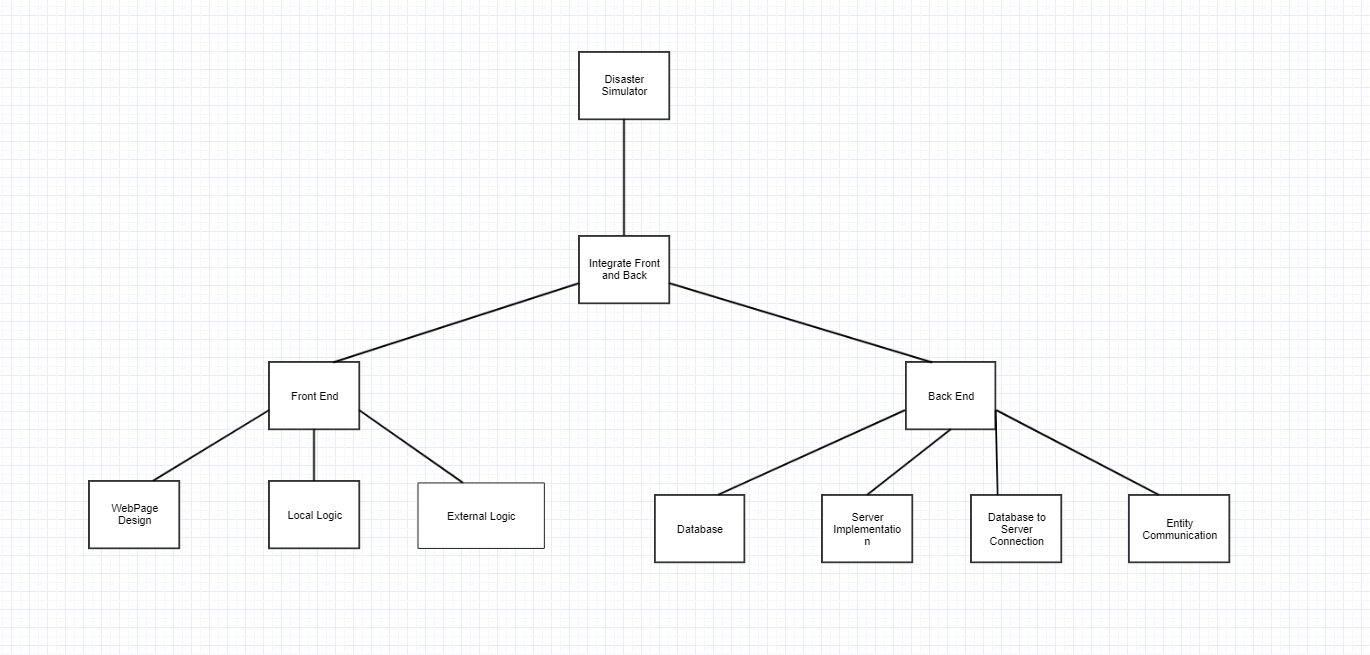 Disaster
Simulator
Integrate Front
and Back
Front End
Back End
WebPage
Design
Local Logic
External Logic
Database
Server
Implementatio
n
Database to
Server
Connection
Entity
Communication